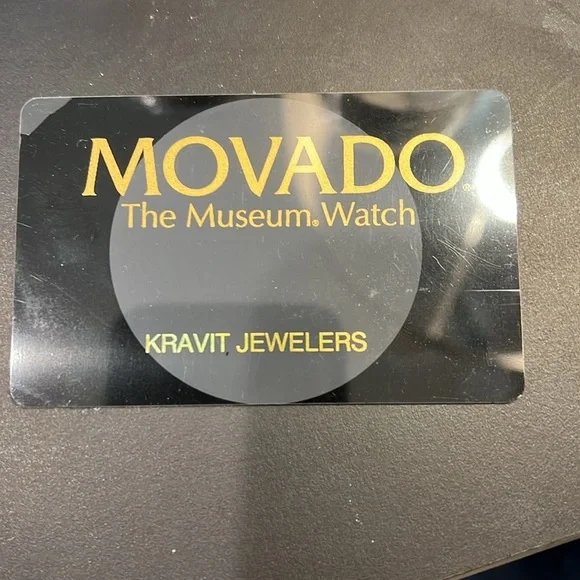 MOVADO®
The Museum® Watch
KRAVIT JEWELERS